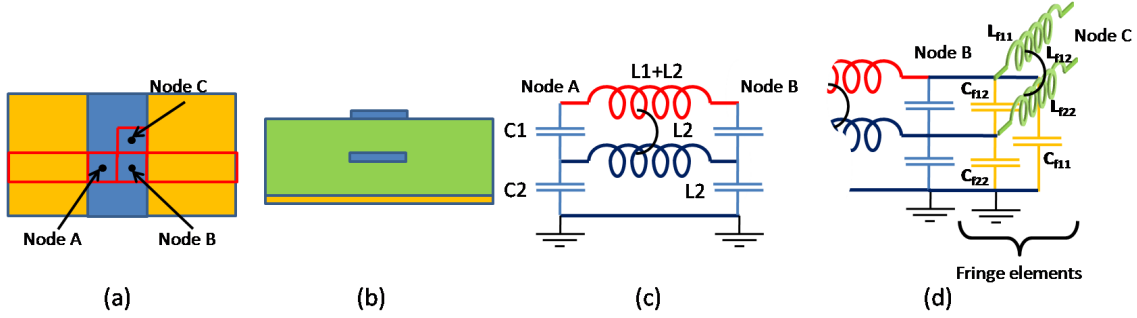 Node C
Node A
Node B
(a)
(b)
Node A
L1+L2
Node B
C1
L2
C2
L2
(c)
Node B
Lf11
Lf12
Node C
Cf12
Lf22
Cf11
Cf22
Fringe elements
(d)